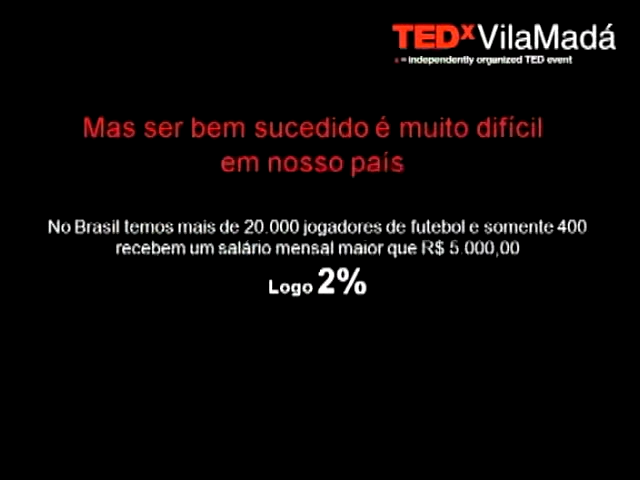 TEDxVilaMadá
x = independently organized TED event
Mas ser bem sucedido é muito difícil
em nosso país
No Brasil temos mais de 20.000 jogadores de futebol e somente 400
recebem um salário mensal maior que R$ 5.000,00
Logo 2%